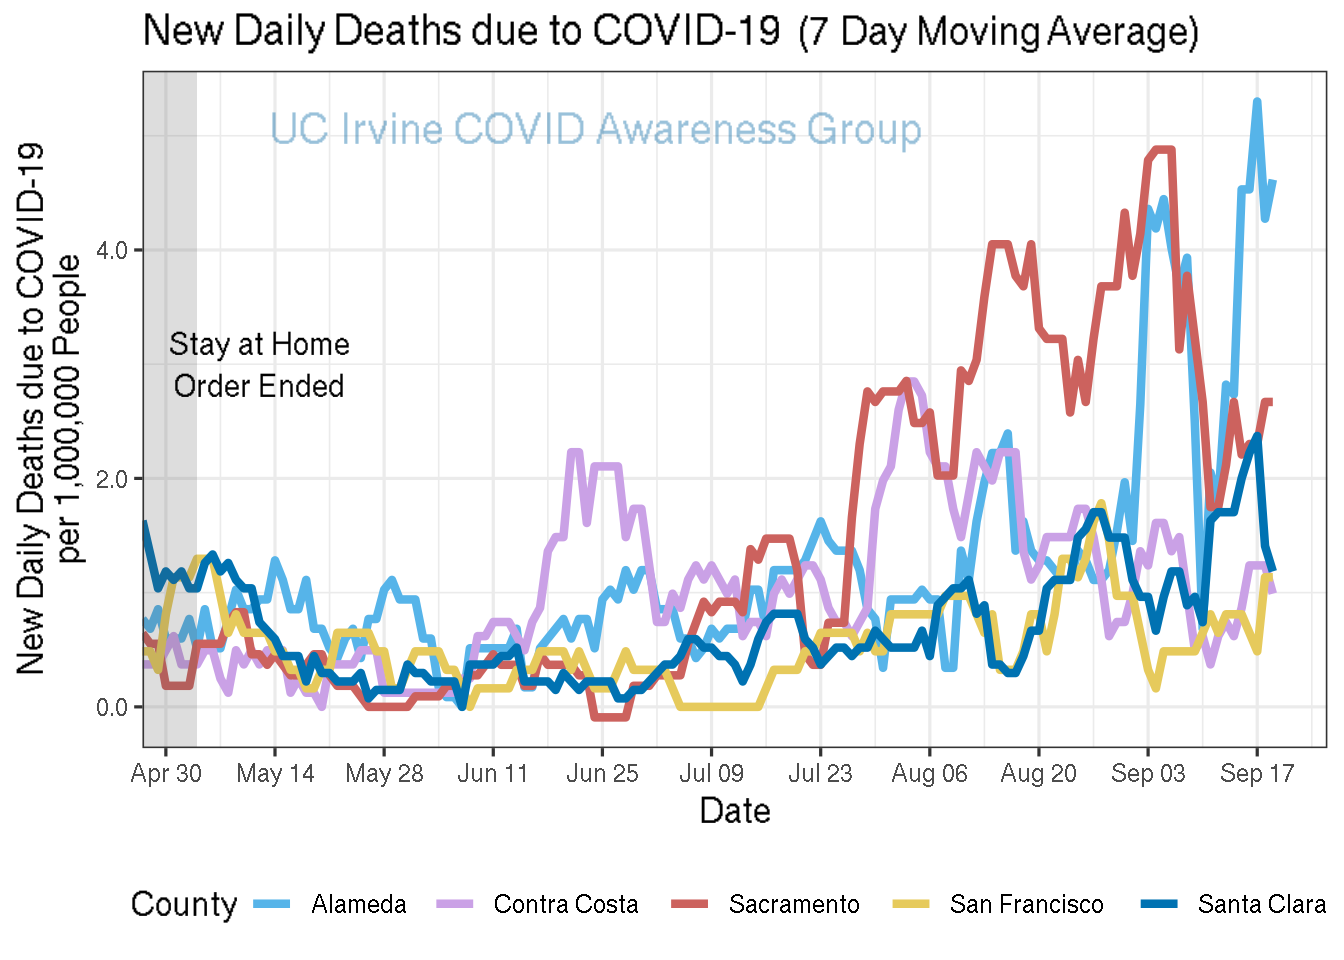 New Daily Deaths due to COVID-19 (7 Day Moving Average)
UC Irvine COVID Awareness Group
New Daily Deaths due to COVID-19
per 1,000,000 People
4.0
2.0
0.0
Stay at Home
Order Ended
Apr 30 May 14 May 28 Jun 11 Jun 25 Jul 09 Jul 23 Aug 06 Aug 20 Sep 03 Sep 17
Date
County Alameda Contra Costa Sacramento San Francisco Santa Clara